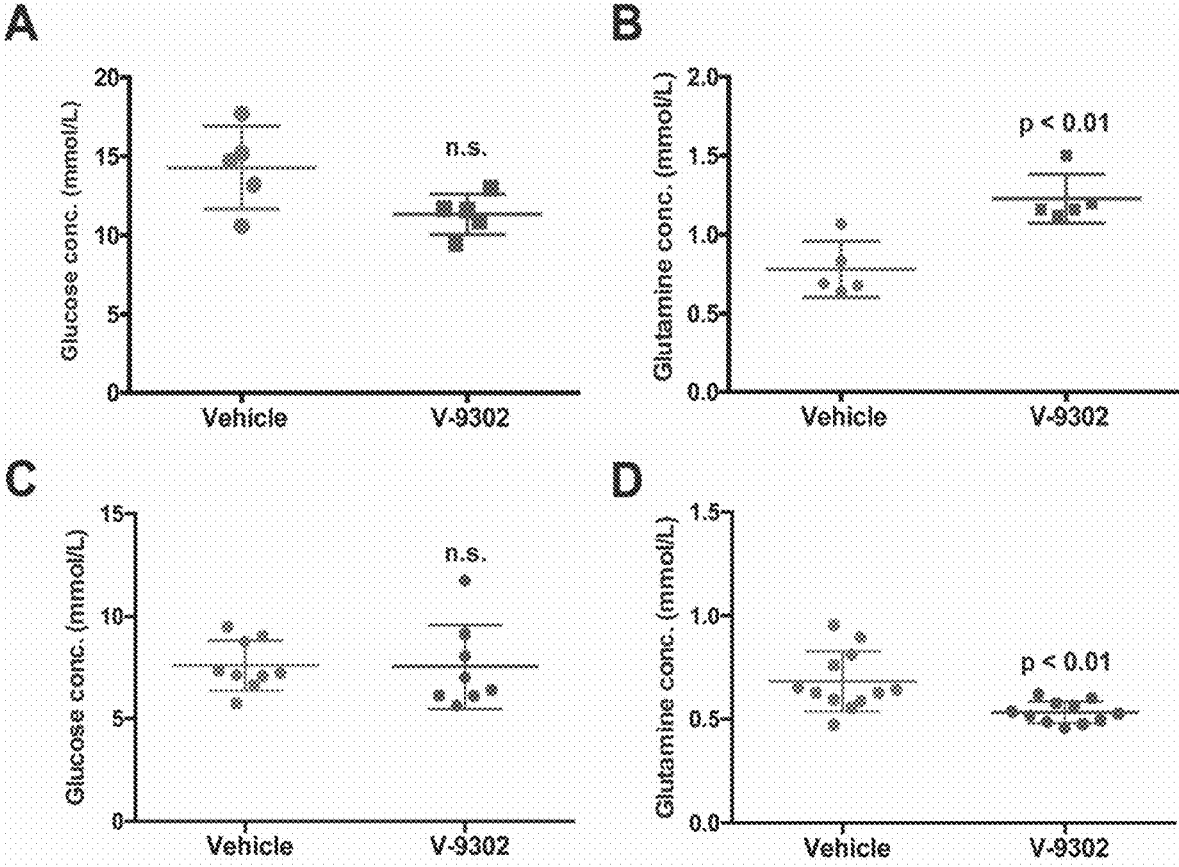 A
Glucose conc. (mmol/L)
20
15
10
5
0
n.s.
Vehicle
V-9302
B
Glutamine conc. (mmol/L)
2.0
1.5
1.0
0.5
0.0
p < 0.01
Vehicle
V-9302
C
Glucose conc. (mmol/L)
15
10
5
0
n.s.
Vehicle
V-9302
D
Glutamine conc. (mmol/L)
1.5
1.0
0.5
0.0
p < 0.01
Vehicle
V-9302